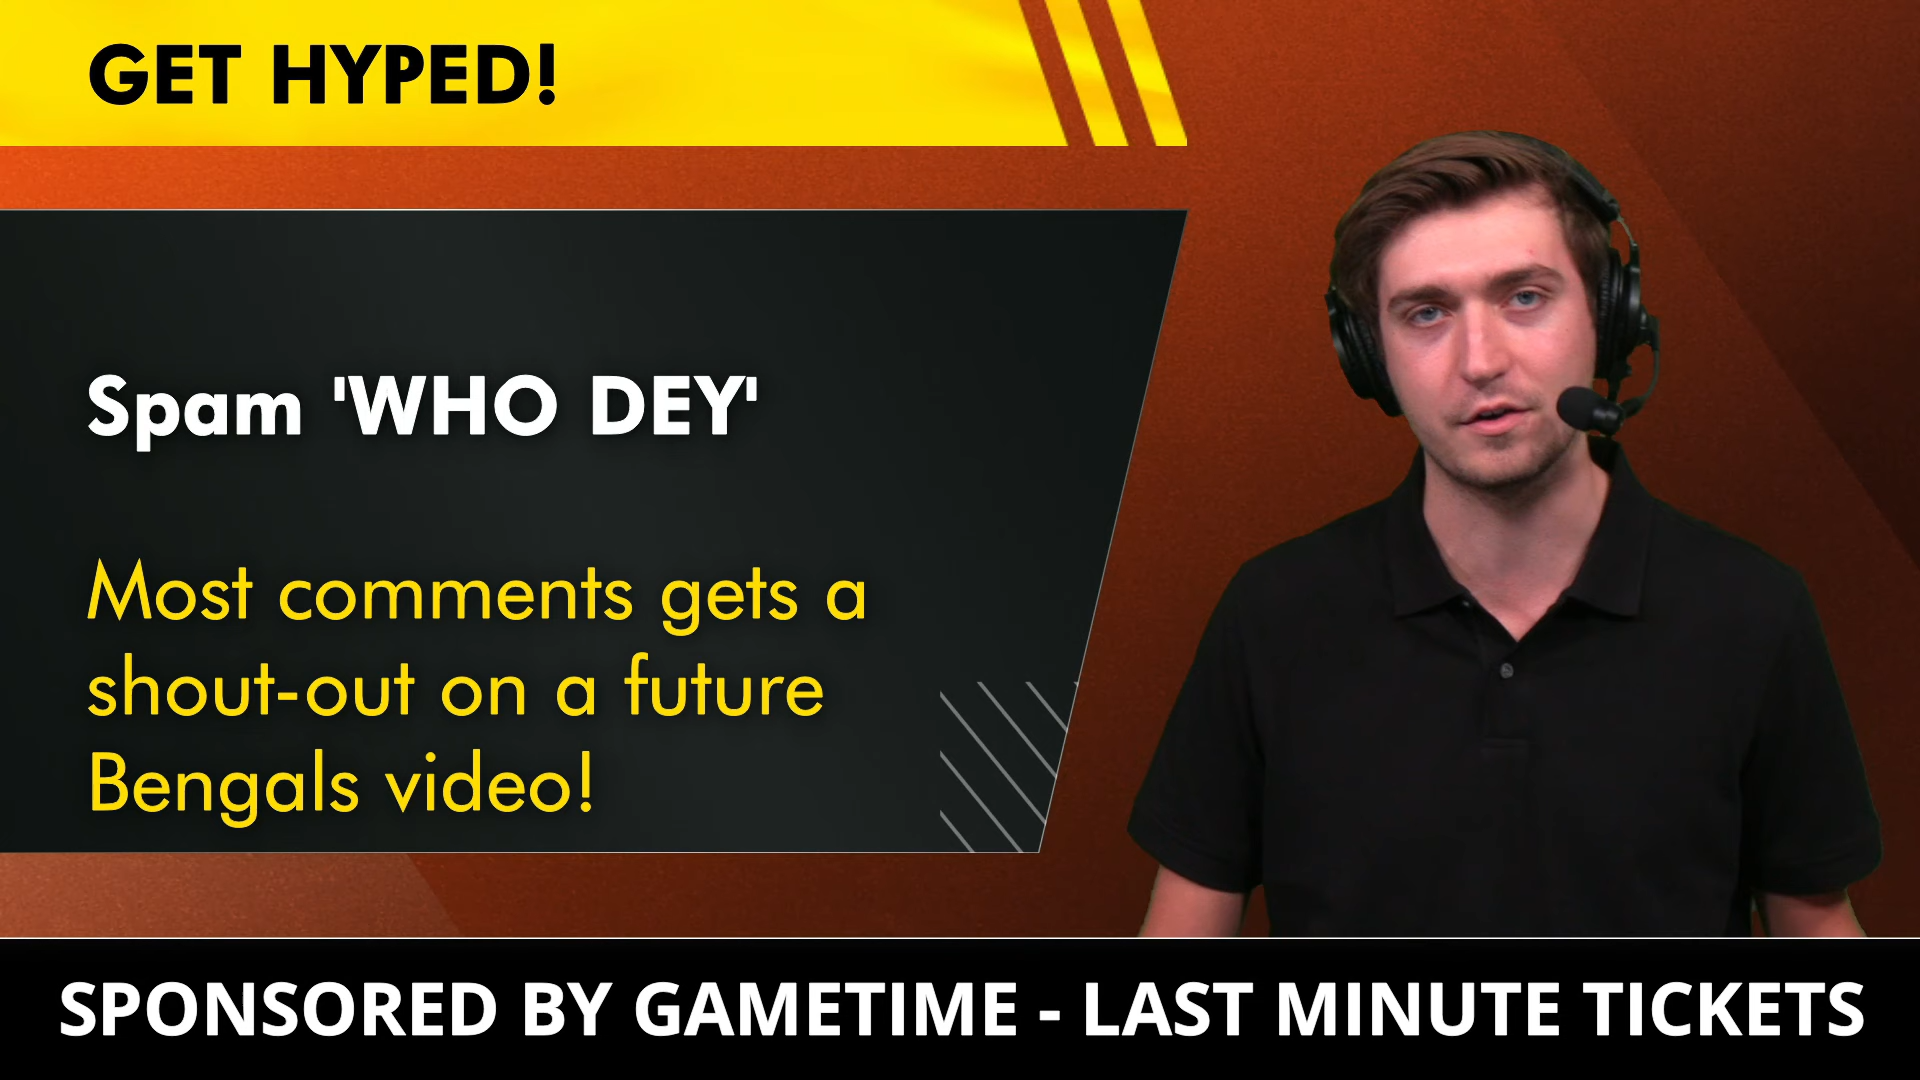 GET HYPED!
Spam 'WHO DEY'
Most comments gets a
shout-out on a future
Bengals video!
SPONSORED BY GAMETIME - LAST MINUTE TICKETS